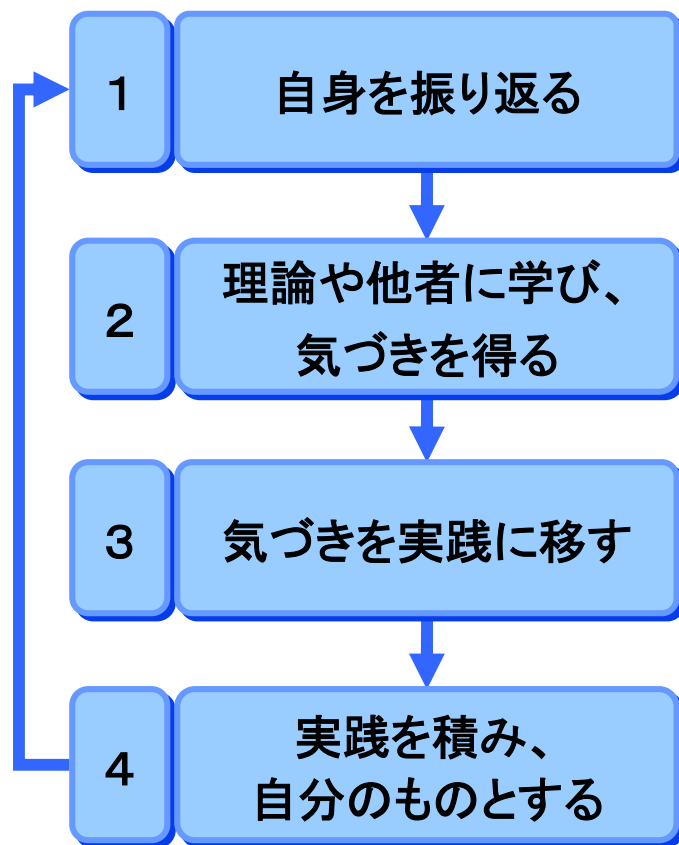 1
自身を振り返る
2
理論や他者に学び、
気づきを得る
3
気づきを実践に移す
4
実践を積み、
自分のものとする